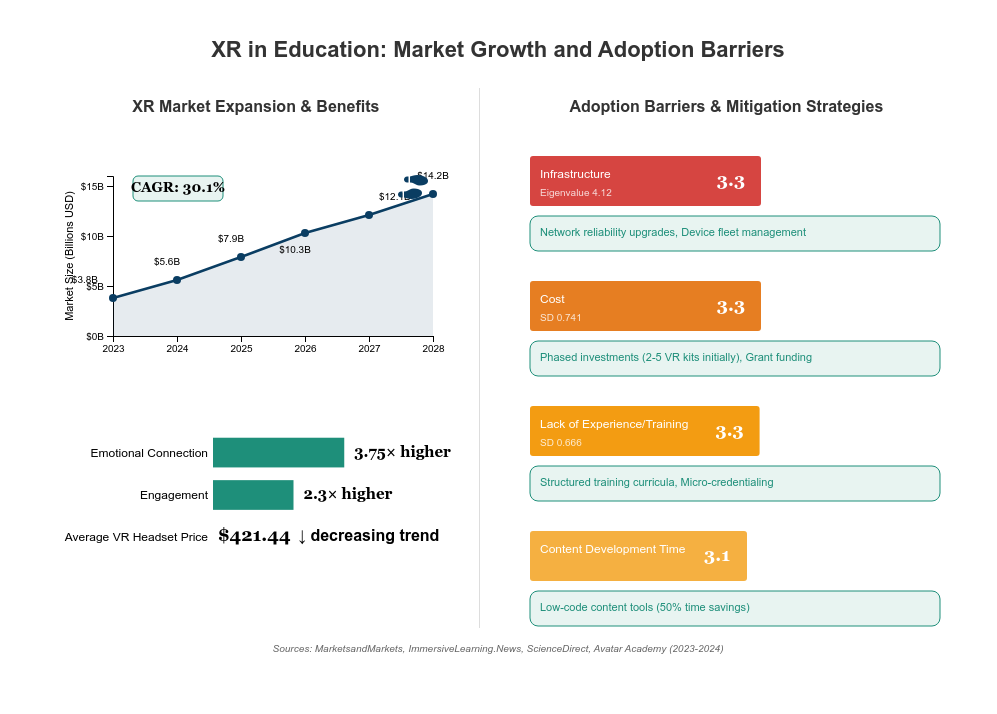 XR in Education: Market Growth and Adoption Barriers
XR Market Expansion & Benefits
Market Size (Billions USD)
$15B
$10B
$5B
$0B
CAGR: 30.1%
$3.8B
$5.6B
$7.9B
$10.3B
$14.2B
2023
2024
2025
2026
2027
2028
Emotional Connection
3.75× higher
Engagement
2.3× higher
Average VR Headset Price
$421.44 ↓ decreasing trend
Adoption Barriers & Mitigation Strategies
Infrastructure
Eigenvalue 4.12
3.3
Network reliability upgrades, Device fleet management
Cost
SD 0.741
3.3
Phased investments (2-5 VR kits initially), Grant funding
Lack of Experience/Training
SD 0.666
3.3
Structured training curricula, Micro-credentialing
Content Development Time
3.1
Low-code content tools (50% time savings)
Sources: MarketsandMarkets, ImmersiveLearning.News, ScienceDirect, Avatar Academy (2023-2024)